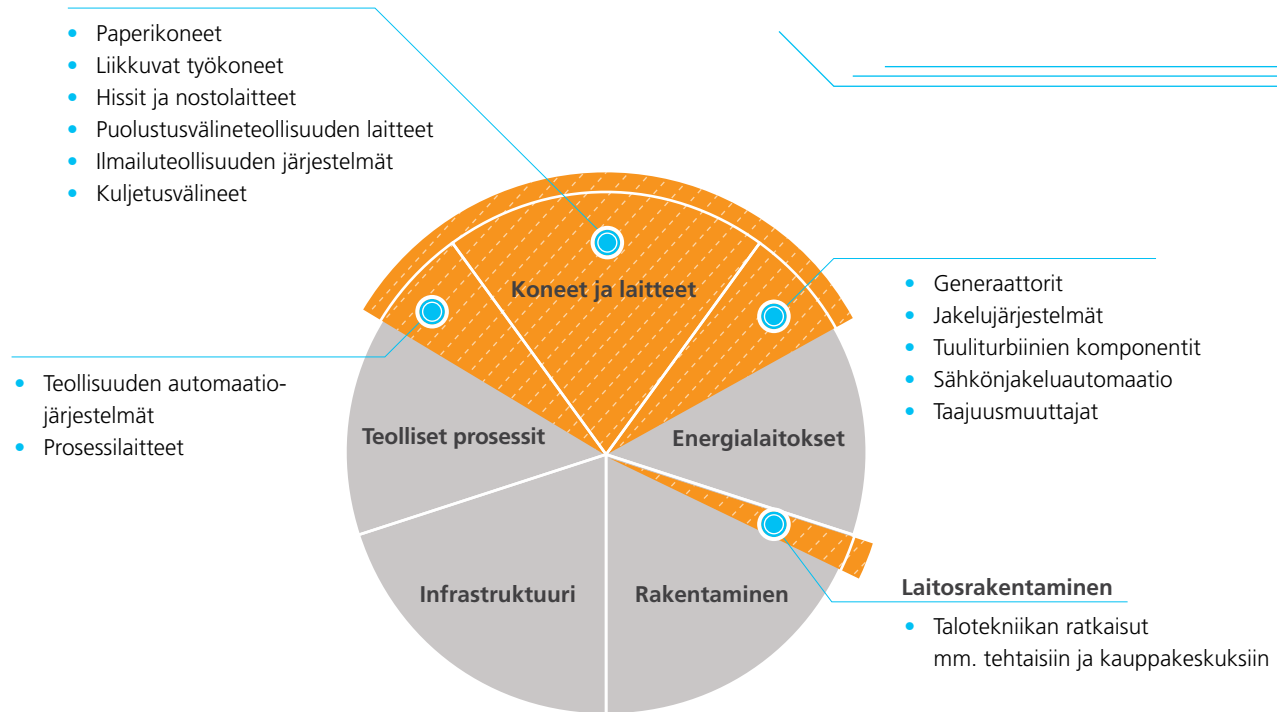 Paperikoneet
Liikkuvat työkoneet
Hissit ja nostolaitteet
Puolustusvälineteollisuuden laitteet
Ilmailuteollisuuden järjestelmät
Kuljetusvälineet
Koneet ja laitteet
Generaattorit
Jakelujärjestelmät
Tuuliturbiinien komponentit
Sähkönjakeluautomaatio
Taajuusmuuttajat
Teollisuuden automaatio-
järjestelmät
Prosessilaitteet
Teolliset prosessit
Energialaitokset
Infrastruktuuri
Rakentaminen
Laitosrakentaminen
Talotekniikan ratkaisut
mm. tehtaisiin ja kauppakeskuksiin